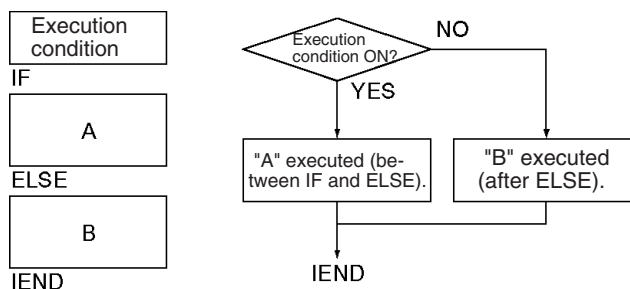 Execution
condition
IF
A
ELSE
B
IEND
Execution
condition ON?
NO
YES
"A" executed (be-
tween IF and ELSE).
"B" executed
(after ELSE).
IEND